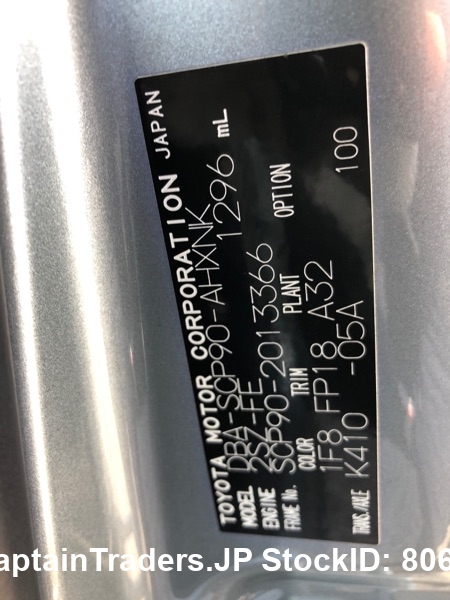 TOYOTA MOTOR CORPORATION JAPAN
MODEL DBA-SCP90-AHXNK
ENGINE 2SZ-FE 1296 mL
FRAME No. SCP90-2013366
COLOR TRIM PLANT OPTION
1F8 FP18 A32
TRANS./AXLE K410 -05A 100
aptainTraders.JP StockID: 806